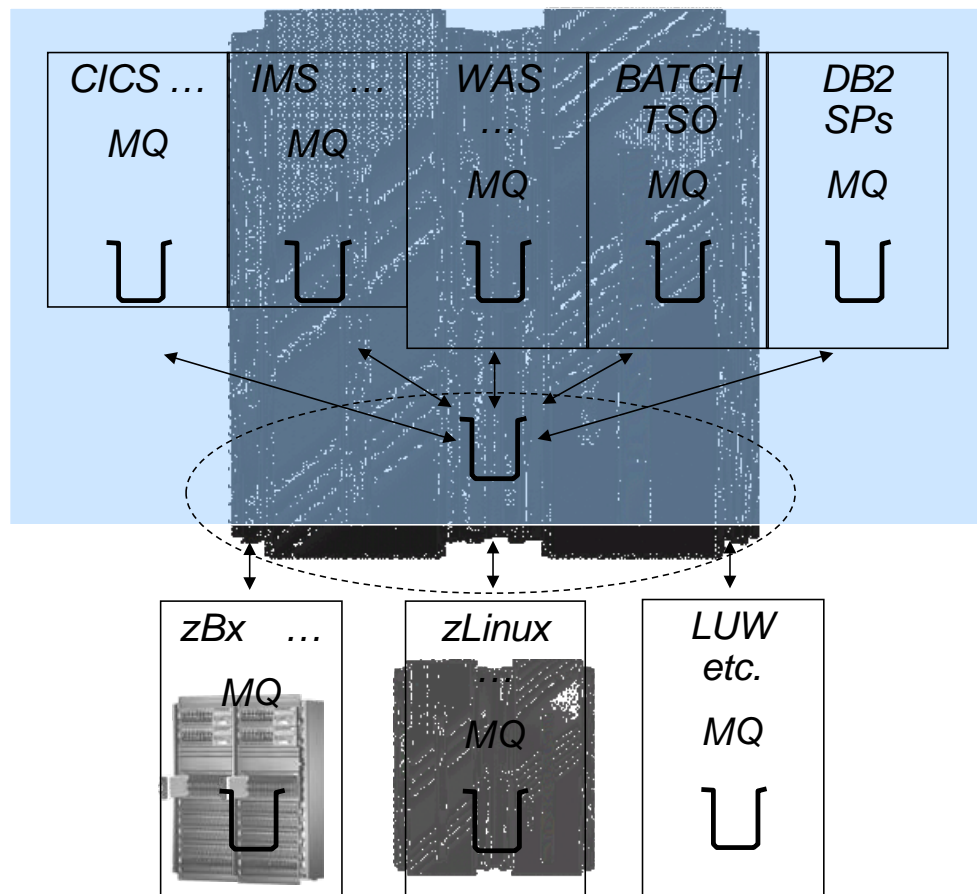 CICS …
MQ
IMS …
MQ
WAS
…
MQ
BATCH
TSO
MQ
DB2
SPs
MQ
zBx …
MQ
zLinux
…
MQ
LUW
etc.
MQ